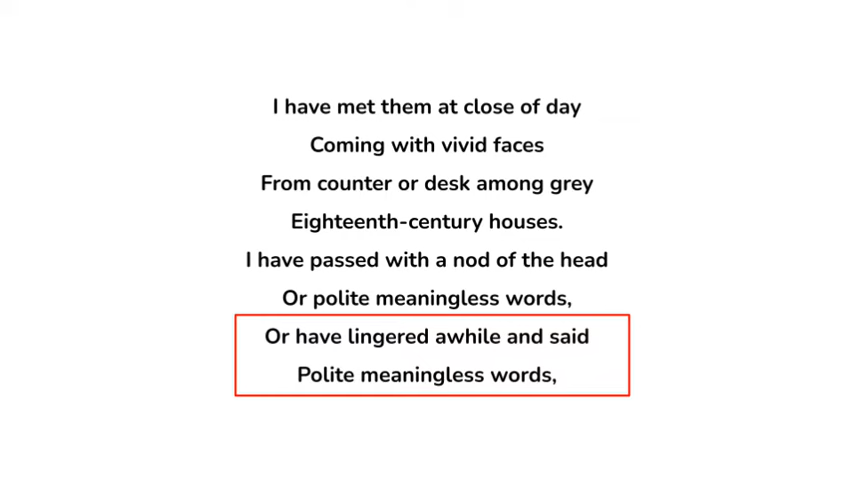 I have met them at close of day
Coming with vivid faces
From counter or desk among grey
Eighteenth-century houses.
I have passed with a nod of the head
Or polite meaningless words,
Or have lingered awhile and said
Polite meaningless words,